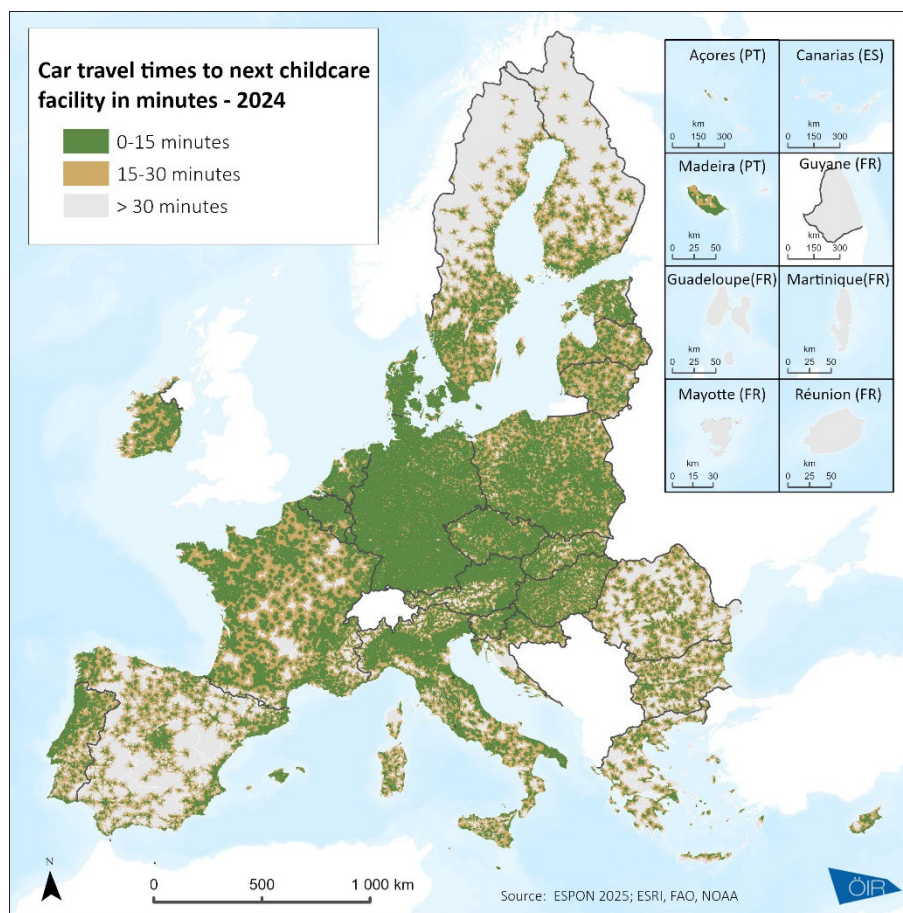 Car travel times to next childcare
facility in minutes - 2024
0-15 minutes
15-30 minutes
> 30 minutes
Açores (PT)
km
0 150 300
Canarias (ES)
km
0 150 300
Madeira (PT)
km
0 25 50
Guyane (FR)
km
0 150 300
Guadeloupe(FR)
km
0 25 50
Martinique(FR)
km
0 25 50
Mayotte (FR)
km
0 15 30
Réunion (FR)
km
0 25 50
N
0 500 1 000 km
Source: ESPON 2025; ESRI, FAO, NOAA
ÖIR